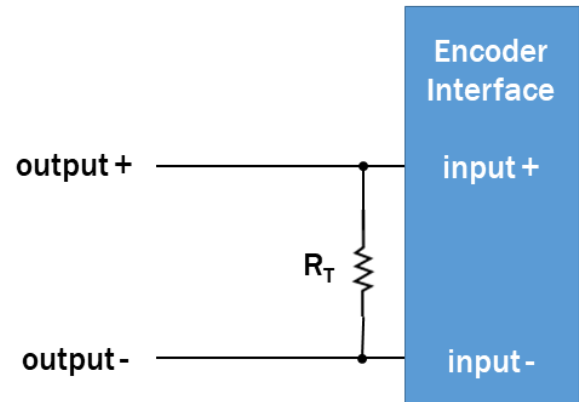 Encoder
Interface
output+
input+
RT
output-
input-